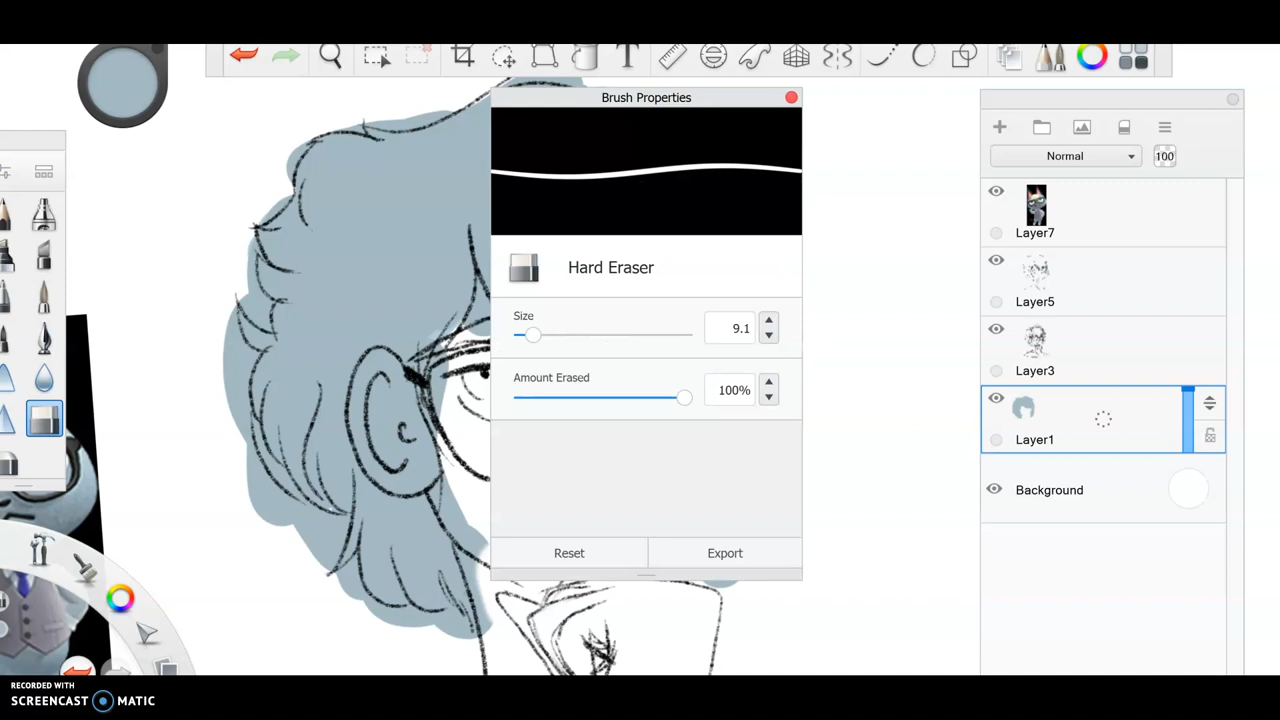 Brush Properties
Normal
100
Layer7
Hard Eraser
Layer5
Size
9.1
Layer3
Amount Erased
100%
Layer1
Background
Reset
Export
RECORDED WITH
SCREENCAST MATIC